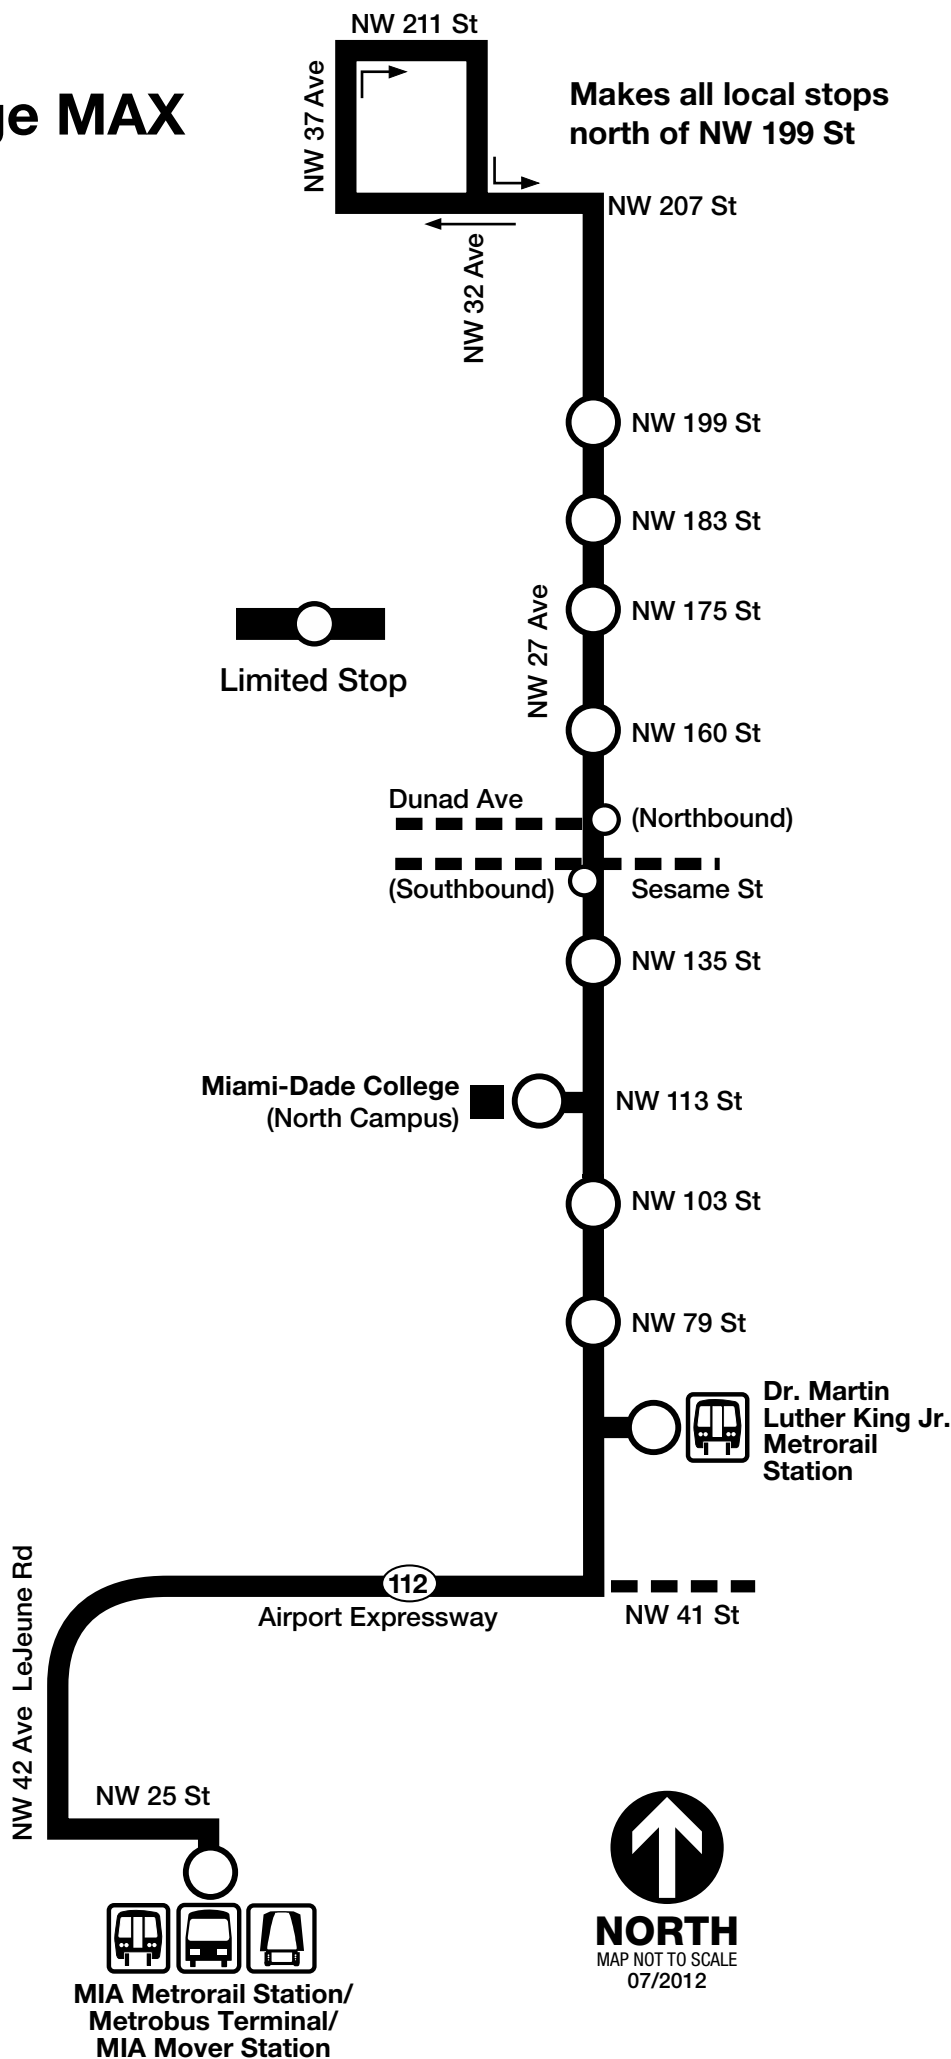 NW 211 St
ge MAX
NW 37 Ave
Makes all local stops
north of NW 199 St
NW 207 St
NW 32 Ave
NW 199 St
NW 183 St
NW 175 St
NW 27 Ave
Limited Stop
NW 160 St
Dunad Ave
(Northbound)
(Southbound)
Sesame St
NW 135 St
Miami-Dade College
(North Campus)
NW 113 St
NW 103 St
NW 79 St
Dr. Martin
Luther King Jr.
Metrorail
Station
112
Airport Expressway
NW 41 St
NW 42 Ave LeJeune Rd
NW 25 St
NORTH
MAP NOT TO SCALE
07/2012
MIA Metrorail Station/
Metrobus Terminal/
MIA Mover Station